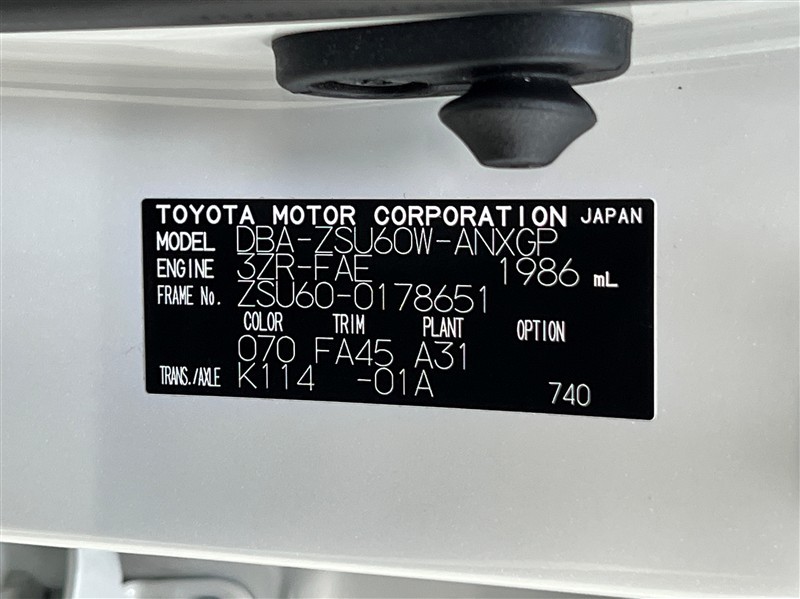 TOYOTA MOTOR CORPORATION JAPAN
MODEL DBA-ZSU60W-ANXGP
ENGINE 3ZR-FAE 1986 mL
FRAME No. ZSU60-0178651
COLOR TRIM PLANT OPTION
070 FA45 A31
TRANS./AXLE K114 -01A 740